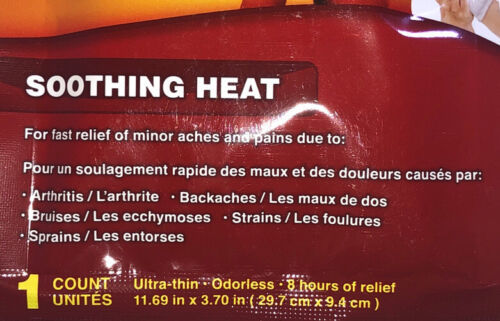 SOOTHING HEAT
For fast relief of minor aches and pains due to:
Pour un soulagement rapide des maux et des douleurs causés par:
· Arthritis / L'arthrite · Backaches / Les maux de dos
· Bruises / Les ecchymoses · Strains / Les foulures
· Sprains / Les entorses
1 COUNT Ultra-thin · Odorless · 8 hours of relief
UNITÉS 11.69 in x 3.70 in ( 29.7 cm x 9.4 cm )